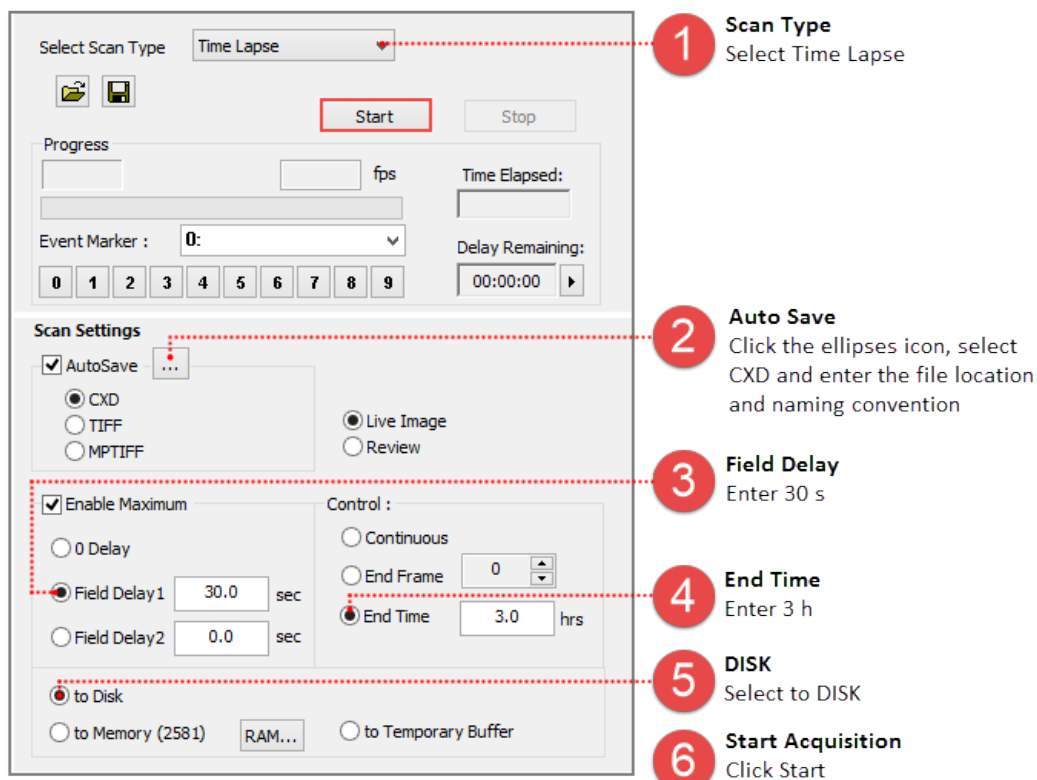 Select Scan Type
Time Lapse
Start
Stop
Progress
fps
Time Elapsed:
Event Marker :
0:
Delay Remaining:
0 1 2 3 4 5 6 7 8 9
00:00:00
Scan Settings
AutoSave
...
CXD
TIFF
MPTIFF
Live Image
Review
Enable Maximum
0 Delay
Field Delay1
30.0
sec
Field Delay2
0.0
sec
Control :
Continuous
End Frame
0
End Time
3.0
hrs
to Disk
to Memory (2581)
RAM...
to Temporary Buffer
1
Scan Type
Select Time Lapse
2
Auto Save
Click the ellipses icon, select
CXD and enter the file location
and naming convention
3
Field Delay
Enter 30 s
4
End Time
Enter 3 h
5
DISK
Select to DISK
6
Start Acquisition
Click Start